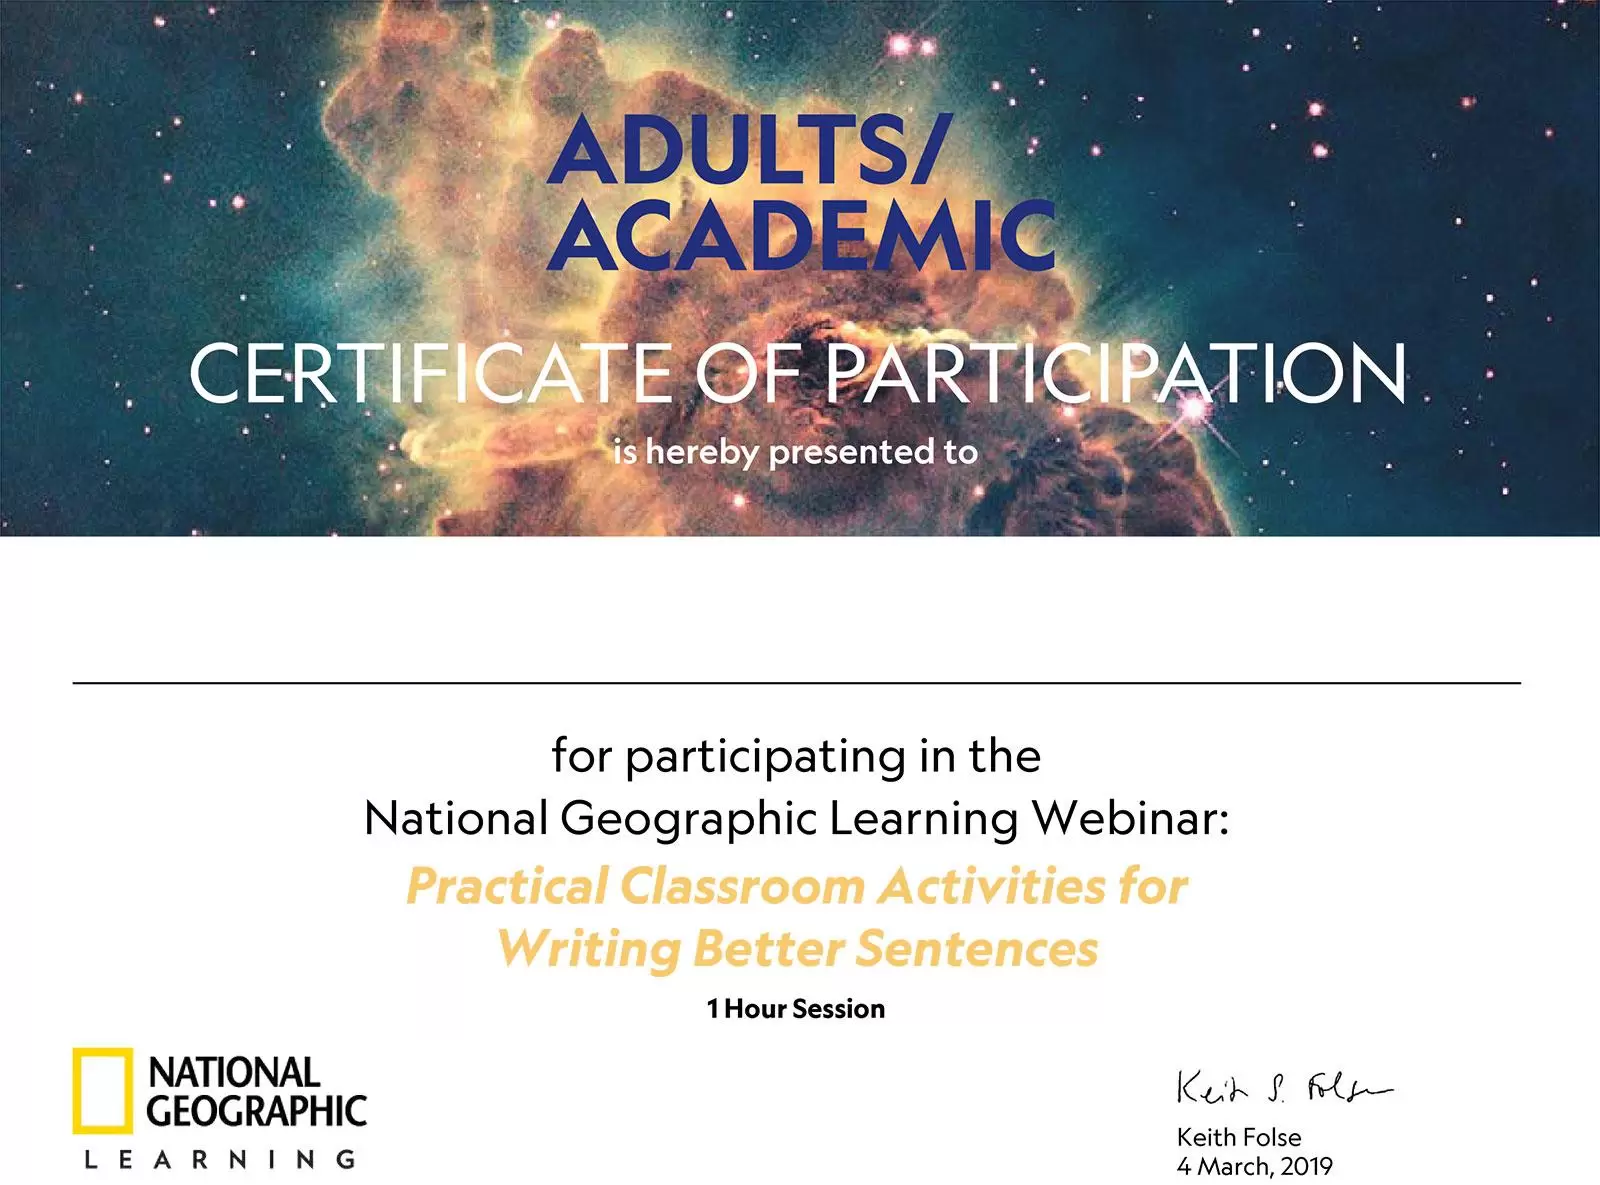 ADULTS/
ACADEMIC
CERTIFICATE OF PARTICIPATION
is hereby presented to
for participating in the
National Geographic Learning Webinar:
Practical Classroom Activities for
Writing Better Sentences
1 Hour Session
NATIONAL
GEOGRAPHIC
LEARNING
Keith S. Folse
Keith Folse
4 March, 2019